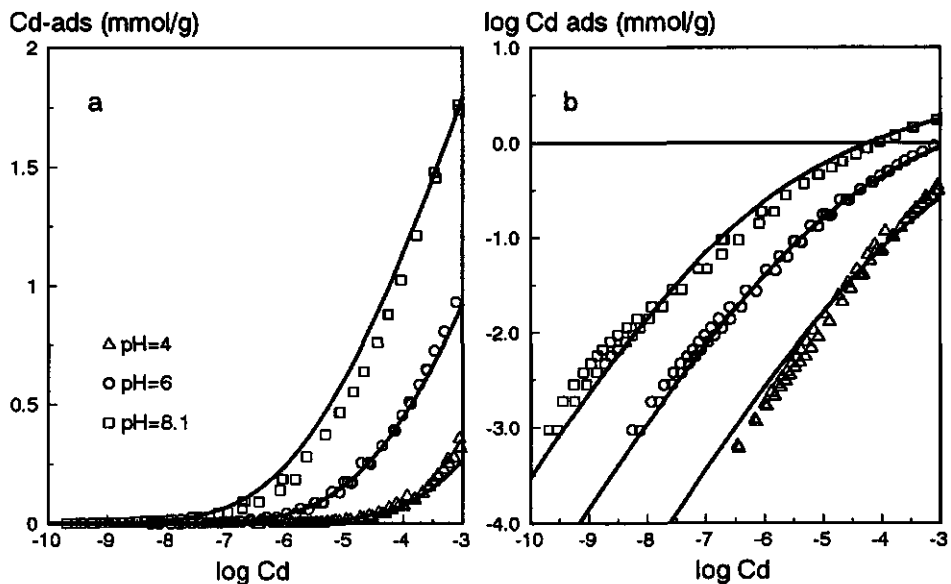 Cd-ads (mmol/g)
2
1.5
1
0.5
0
a
△ pH=4
○ pH=6
□ pH=8.1
-10 -9 -8 -7 -6 -5 -4 -3
log Cd
log Cd ads (mmol/g)
1.0
0.0
-1.0
-2.0
-3.0
-4.0
b
-10 -9 -8 -7 -6 -5 -4 -3
log Cd